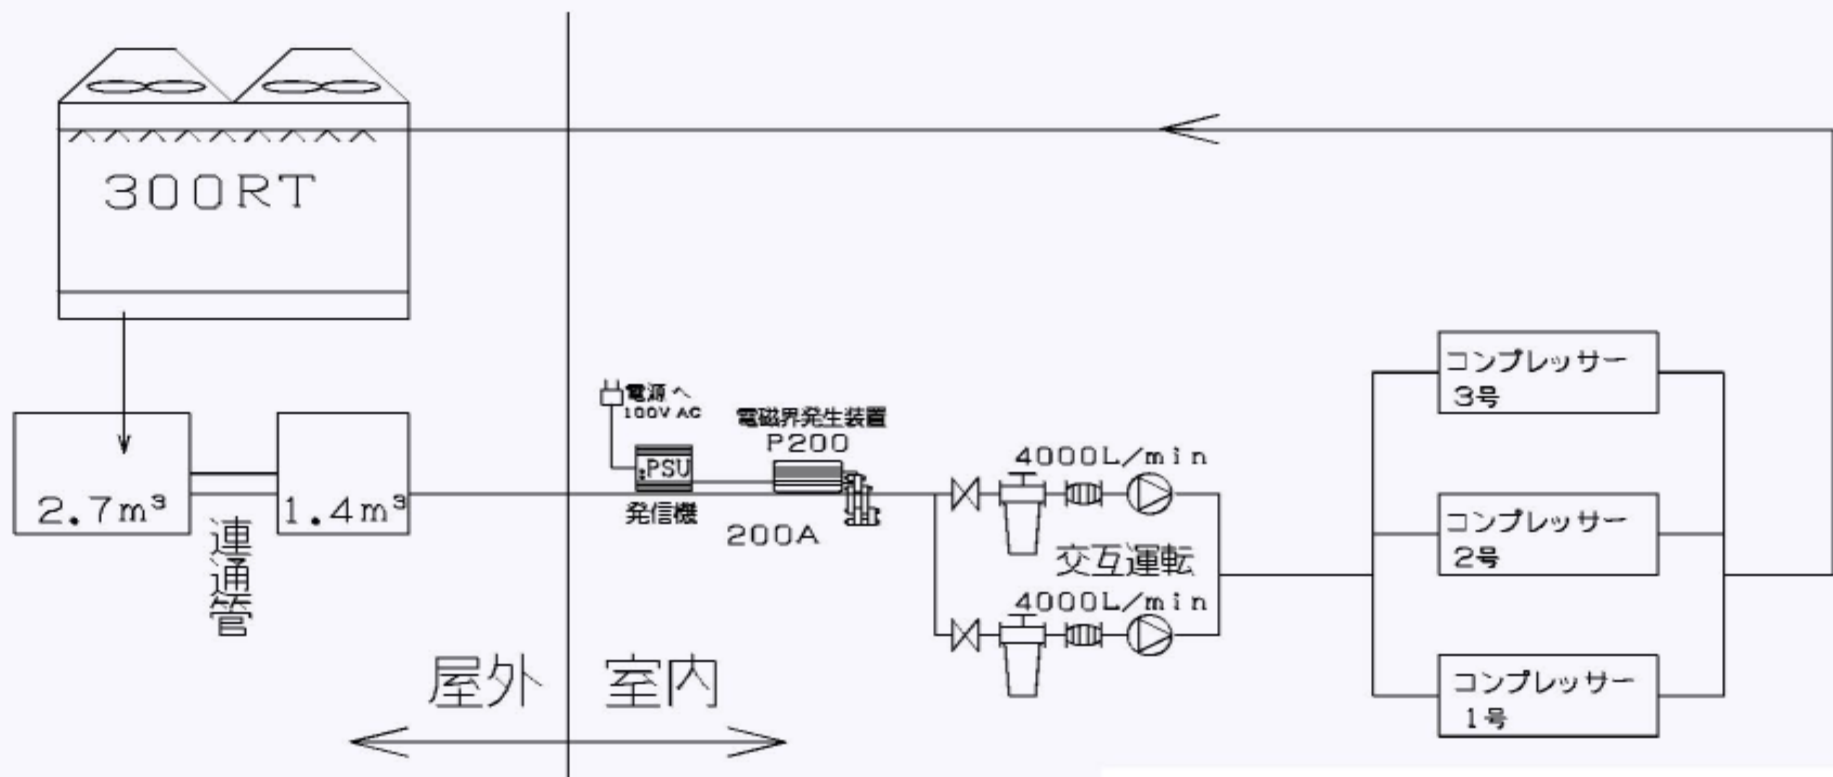 300RT
電源へ
100V AC
電磁界発生装置
P200
PSU
発信機
200A
2.7m³
1.4m³
連通管
4000L/min
交互運転
4000L/min
コンプレッサー
3号
コンプレッサー
2号
コンプレッサー
1号
屋外
室内